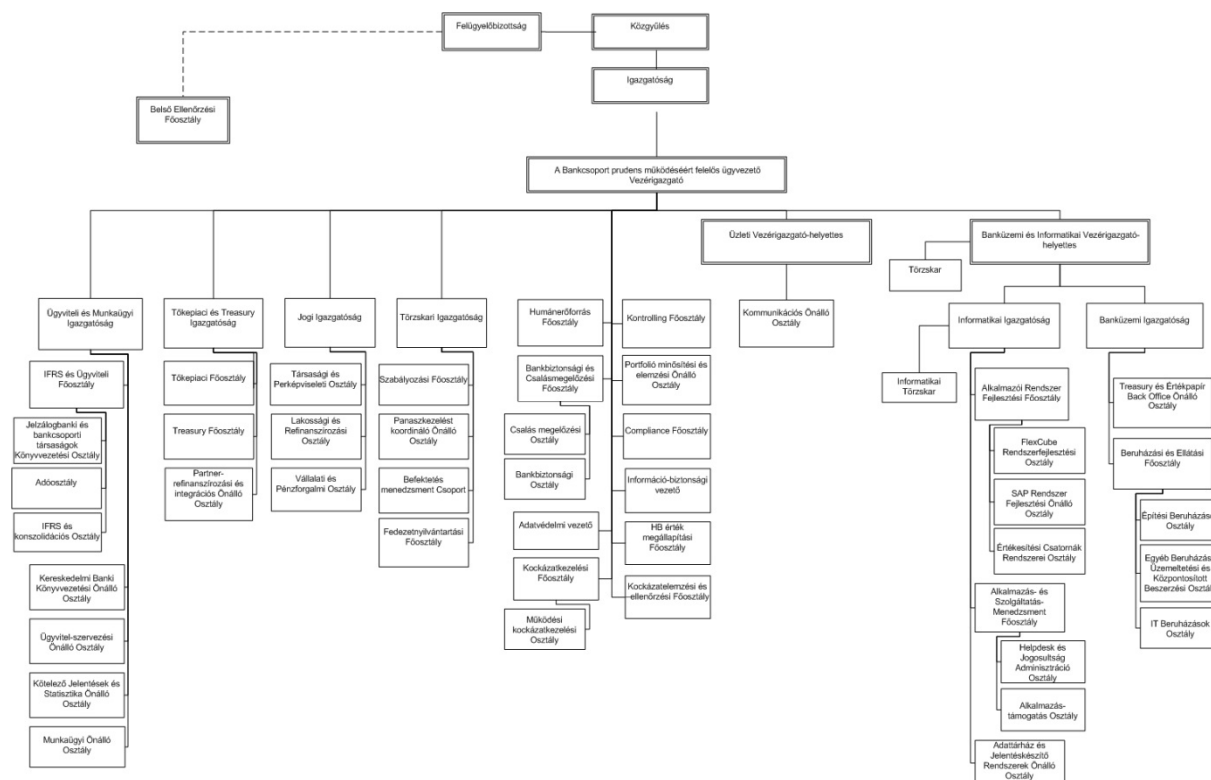 Felügyelőbizottság
Közgyűlés
Igazgatóság
Belső Ellenőrzési
Főosztály
A Bankcsoport prudens működéséért felelős ügyvezető
Vezérigazgató
Üzleti Vezérigazgató-helyettes
Banküzemi és Informatikai Vezérigazgató-
helyettes
Törzskar
Ügyviteli és Munkaügyi
Igazgatóság
Tőkepiaci és Treasury
Igazgatóság
Jogi Igazgatóság
Törzskari Igazgatóság
Humánerőforrás
Főosztály
Kontrolling Főosztály
Kommunikációs Önálló
Osztály
Informatikai Igazgatóság
Banküzemi Igazgatóság
IFRS és Ügyviteli
Főosztály
Jelzálogbanki és
bankcsoporti
társaságok
Könyvvezetési Osztály
Adóosztály
IFRS és
konszolidációs Osztály
Kereskedelmi Banki
Könyvvezetési Önálló
Osztály
Ügyvitel-szervezési
Önálló Osztály
Kötelező Jelentések és
Statisztika Önálló
Osztály
Munkaügyi Önálló
Osztály
Tőkepiaci Főosztály
Treasury Főosztály
Partner-
refinanszírozási és
integrációs Önálló
Osztály
Társasági és
Perképviseleti Osztály
Lakossági és
Refinanszírozási
Osztály
Vállalati és
Pénzforgalmi Osztály
Szabályozási Főosztály
Panaszkezelést
koordináló Önálló
Osztály
Befektetés
menedzsment Csoport
Fedezetnyilvántartási
Főosztály
Bankbiztonsági és
Csalásmegelőzési
Főosztály
Csalás megelőzési
Osztály
Bankbiztonsági
Osztály
Adatvédelmi vezető
Kockázatkezelési
Főosztály
Működési
kockázatkezelési
Osztály
Portfolió minősítési és
elemzési Önálló
Osztály
Compliance Főosztály
Információ-biztonsági
vezető
HB érték
megállapítási
Főosztály
Kockázatelemzési és
ellenőrzési Főosztály
Informatikai
Törzskar
Alkalmazói Rendszer
Fejlesztési Főosztály
FlexCube
Rendszerfejlesztési
Osztály
SAP Rendszer
Fejlesztési Önálló
Osztály
Értékesítési Csatornák
Rendszerei Osztály
Alkalmazás- és
Szolgáltatás-
Menedzsment
Főosztály
Helpdesk és
Jogosultság
Adminisztráció
Osztály
Alkalmazás-
támogatás Osztály
Adattárház és
Jelentéskészítő
Rendszerek Önálló
Osztály
Treasury és Értékpapír
Back Office Önálló
Osztály
Beruházási és Ellátási
Főosztály
Építési Beruházások
Osztály
Egyéb Beruházási,
Üzemeltetési és
Központosított
Beszerzési Osztály
IT Beruházások
Osztály